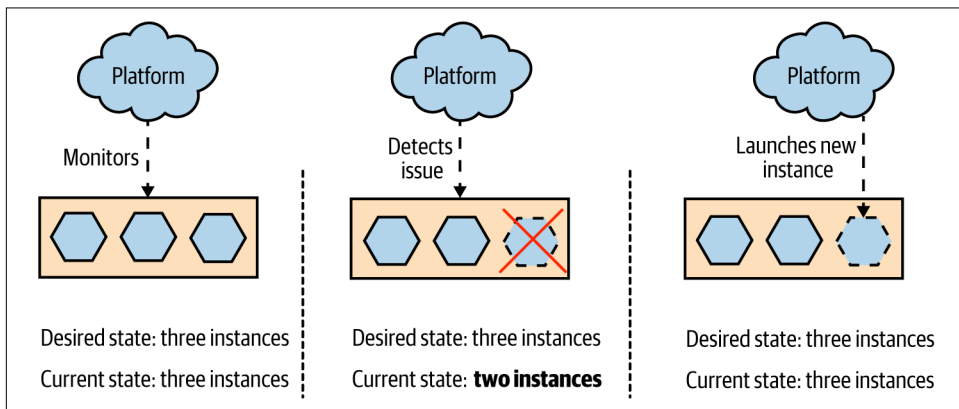 Platform
Monitors
Desired state: three instances
Current state: three instances
Platform
Detects
issue
Desired state: three instances
Current state: two instances
Platform
Launches new
instance
Desired state: three instances
Current state: three instances